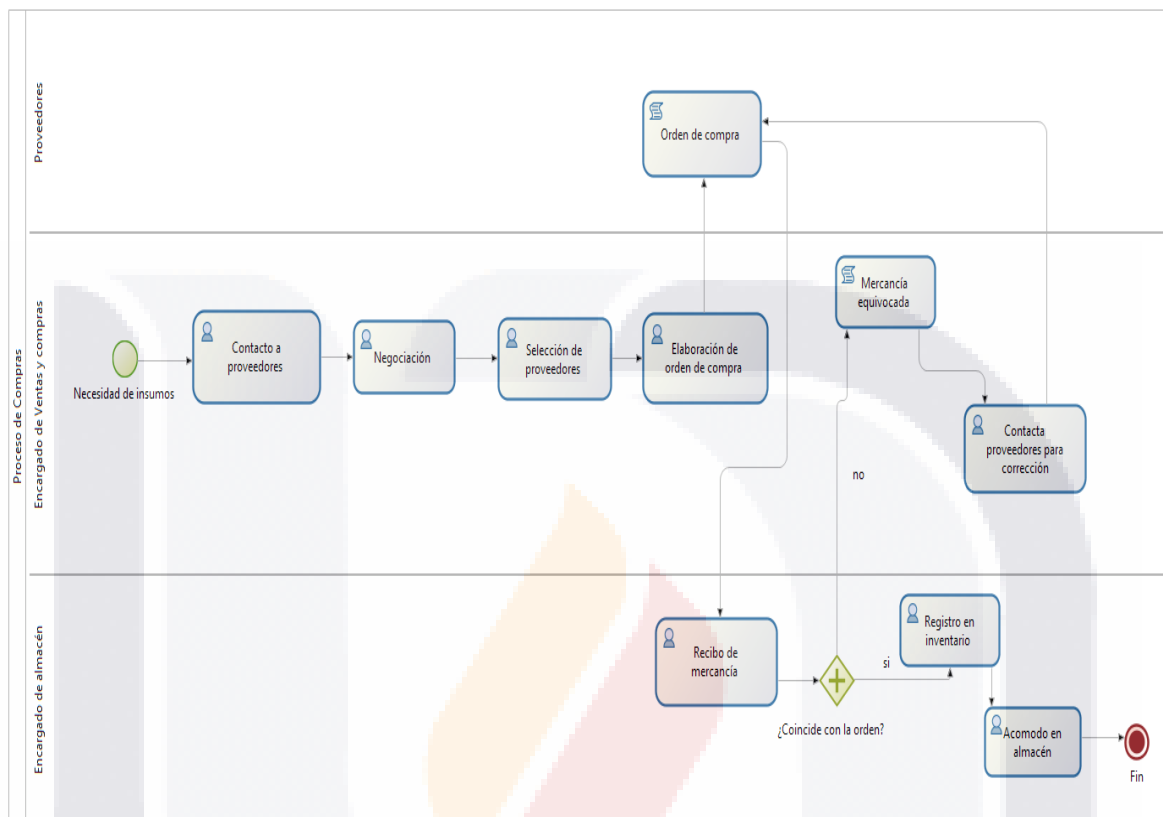 Proceso de Compras
Proveedores
Orden de compra
Encargado de Ventas y compras
Necesidad de insumos
Contacto a
proveedores
Negociación
Selección de
proveedores
Elaboración de
orden de compra
Mercancía
equivocada
Contacta
proveedores para
corrección
no
Encargado de almacén
Recibo de
mercancía
¿Coincide con la orden?
si
Registro en
inventario
Acomodo en
almacén
Fin